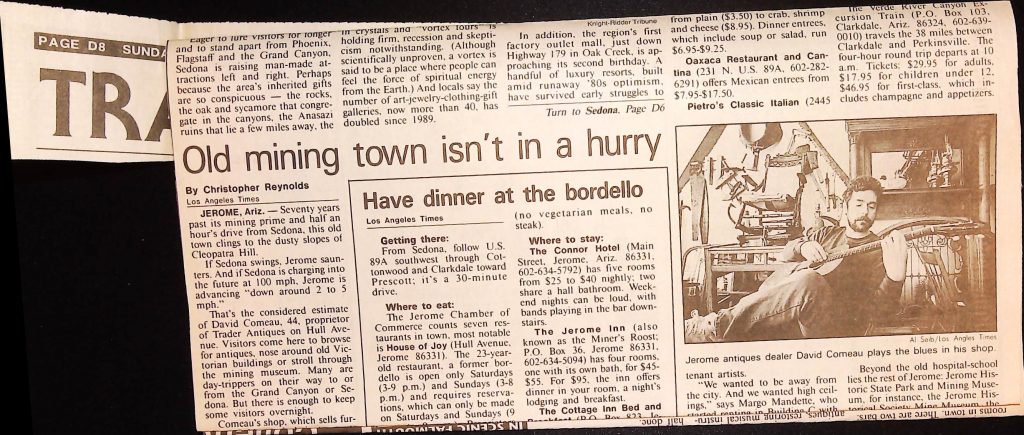 PAGE D8 SUNDA
TRA
Eager to lure visitors for longer
and to stand apart from Phoenix,
Flagstaff and the Grand Canyon,
Sedona is raising man-made at-
tractions left and right. Perhaps
because the area's inherited gifts
are so conspicuous — the rocks,
the oak and sycamore that congre-
gate in the canyons, the Anasazi
ruins that lie a few miles away, the
in crystals and "vortex tours" is
holding firm, recession and skepti-
cism notwithstanding. (Although
scientifically unproven, a vortex is
said to be a place where people can
feel the force of spiritual energy
from the Earth.) And locals say the
number of art-jewelry-clothing-gift
galleries, now more than 40, has
doubled since 1989.
Knight-Ridder Tribune
In addition, the region's first
factory outlet mall, just down
Highway 179 in Oak Creek, is ap-
proaching its second birthday. A
handful of luxury resorts, built
amid runaway '80s optimism,
have survived early struggles to
Turn to Sedona, Page D6
from plain ($3.50) to crab, shrimp
and cheese ($8.95). Dinner entrees,
which include soup or salad, run
$6.95-$9.25.
Oaxaca Restaurant and Can-
tina (231 N. U.S. 89A, 602-282-
6291) offers Mexican entrees from
$7.95-$17.50.
Pietro's Classic Italian (2445
The Verde River Canyon Ex-
cursion Train (P.O. Box 103,
Clarkdale, Ariz. 86324, 602-639-
0010) travels the 38 miles between
Clarkdale and Perkinsville. The
four-hour round trip departs at 10
a.m. Tickets: $29.95 for adults,
$17.95 for children under 12,
$46.95 for first-class, which in-
cludes champagne and appetizers.
Old mining town isn't in a hurry
By Christopher Reynolds
Los Angeles Times
JEROME, Ariz. — Seventy years
past its mining prime and half an
hour's drive from Sedona, this old
town clings to the dusty slopes of
Cleopatra Hill.
If Sedona swings, Jerome saun-
ters. And if Sedona is charging into
the future at 100 mph, Jerome is
advancing "down around 2 to 5
mph."
That's the considered estimate
of David Comeau, 44, proprietor
of Trader Antiques on Hull Ave-
nue. Visitors come here to browse
for antiques, nose around old Vic-
torian buildings or stroll through
the mining museum. Many are
day-trippers on their way to or
from the Grand Canyon or Se-
dona. But there is enough to keep
some visitors overnight.
Comeau's shop, which sells fur-
Have dinner at the bordello
Los Angeles Times
Getting there:
From Sedona, follow U.S.
89A southwest through Cot-
tonwood and Clarkdale toward
Prescott; it's a 30-minute
drive.
Where to eat:
The Jerome Chamber of
Commerce counts seven res-
taurants in town, most notable
is House of Joy (Hull Avenue,
Jerome 86331). The 23-year-
old restaurant, a former bor-
dello is open only Saturdays
(3-9 p.m.) and Sundays (3-8
p.m.) and requires reserva-
tions, which can only be made
on Saturdays and Sundays (9
(no vegetarian meals, no
steak).
Where to stay:
The Connor Hotel (Main
Street, Jerome, Ariz. 86331,
602-634-5792) has five rooms
from $25 to $40 nightly; two
share a hall bathroom. Week-
end nights can be loud, with
bands playing in the bar down-
stairs.
The Jerome Inn (also
known as the Miner's Roost;
P.O. Box 36, Jerome 86331,
602-634-5094) has four rooms,
one with its own bath, for $45-
$55. For $95, the inn offers
dinner in your room, a night's
lodging and breakfast.
The Cottage Inn Bed and
Al Seib/Los Angles Times
Jerome antiques dealer David Comeau plays the blues in his shop.
tenant artists.
"We wanted to be away from
the city. And we wanted high ceil-
ings," says Margo Mandette, who
Beyond the old hospital-school
lies the rest of Jerome: Jerome His-
toric State Park and Mining Muse-
um, for instance, the Jerome His-
torical Society Mine Museum, the
rooms in town. There are two bars,
IN SCENIC FALMOUTH